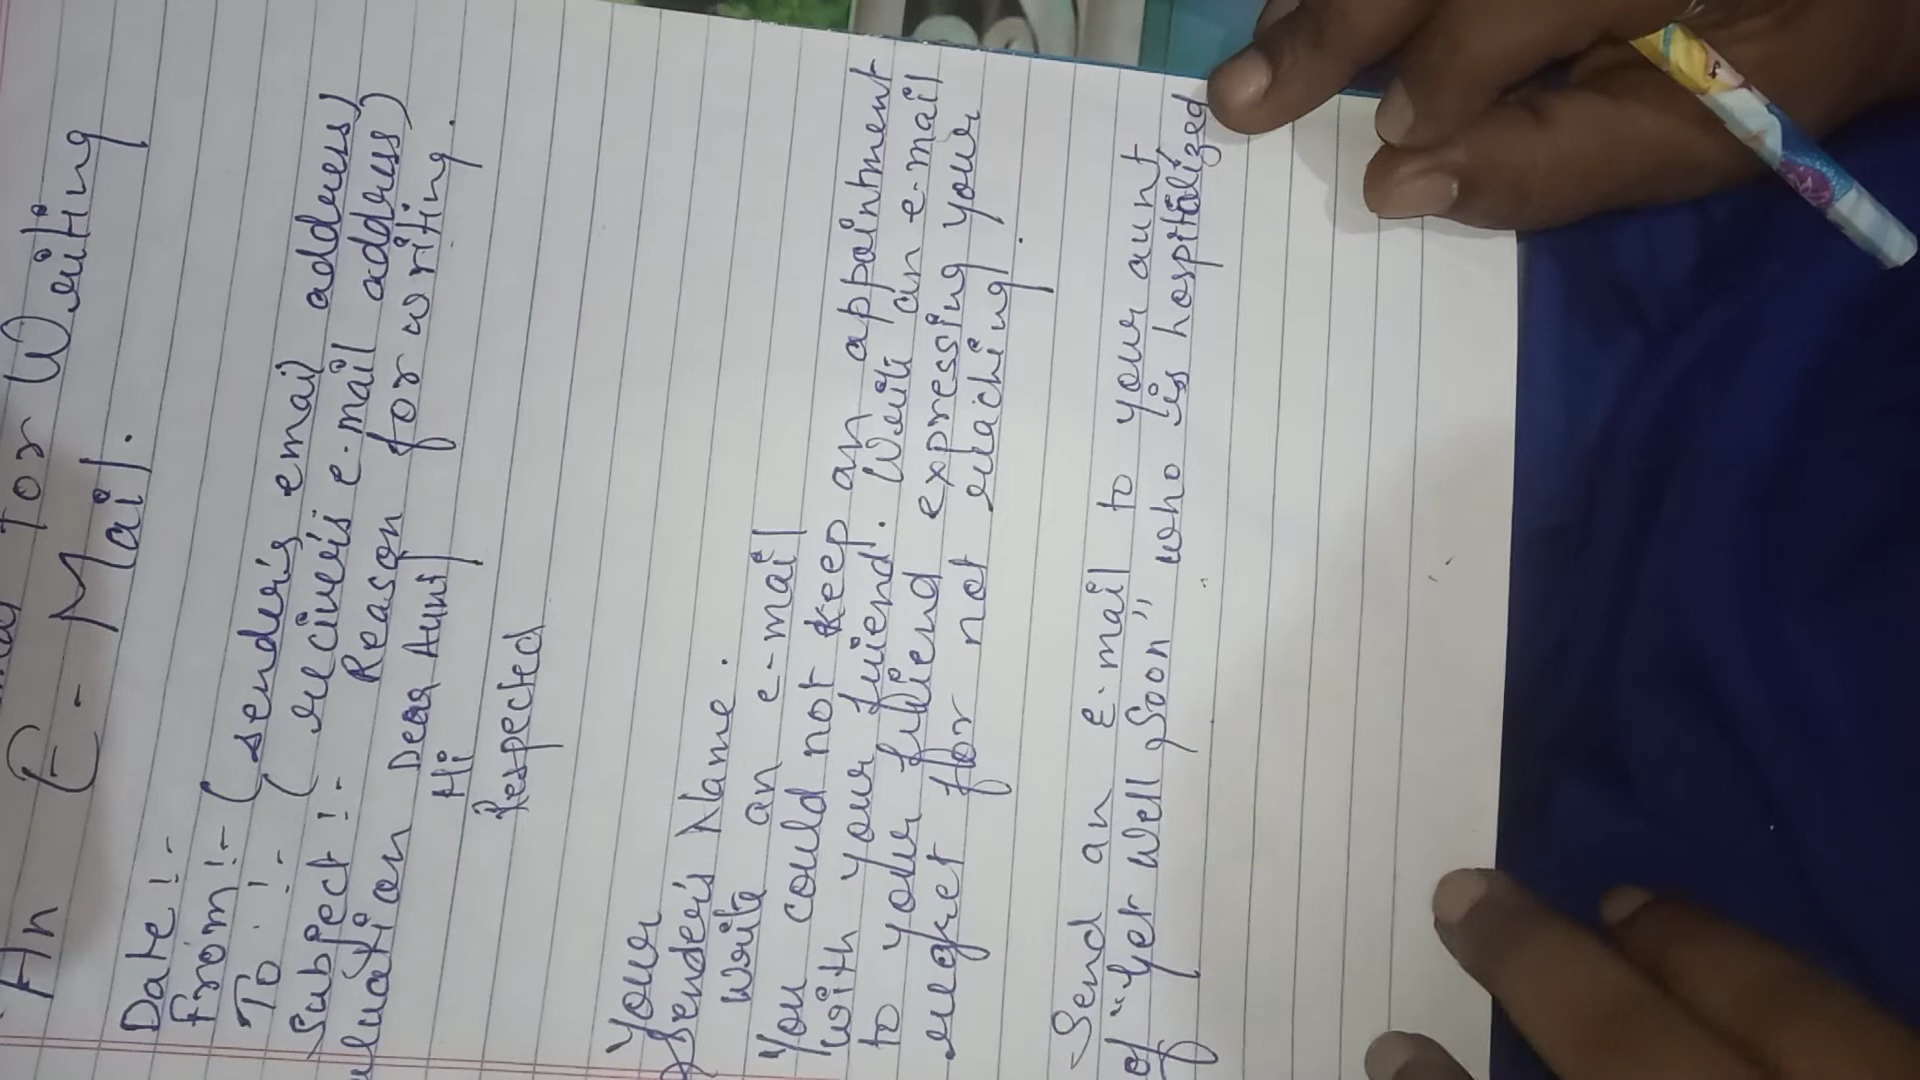 for Writing
An E-Mail.
Date :-
From :- (sender's email address)
To :- (reciver's e-mail address)
Subject :- Reason for writing.
Dear Aunt
Hi
Respected
Your
Sender's Name.
Write an e-mail
You could not keep an appointment
with your friend. Write an e-mail
to your friend expressing your
regret for not reaching.
Send an E-mail to your aunt
of "Get well Soon" who is hospitalized